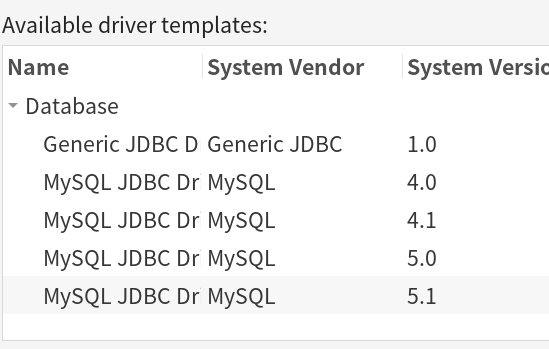 Available driver templates:
Name System Vendor System Versio
Database
Generic JDBC D Generic JDBC 1.0
MySQL JDBC Dr MySQL 4.0
MySQL JDBC Dr MySQL 4.1
MySQL JDBC Dr MySQL 5.0
MySQL JDBC Dr MySQL 5.1